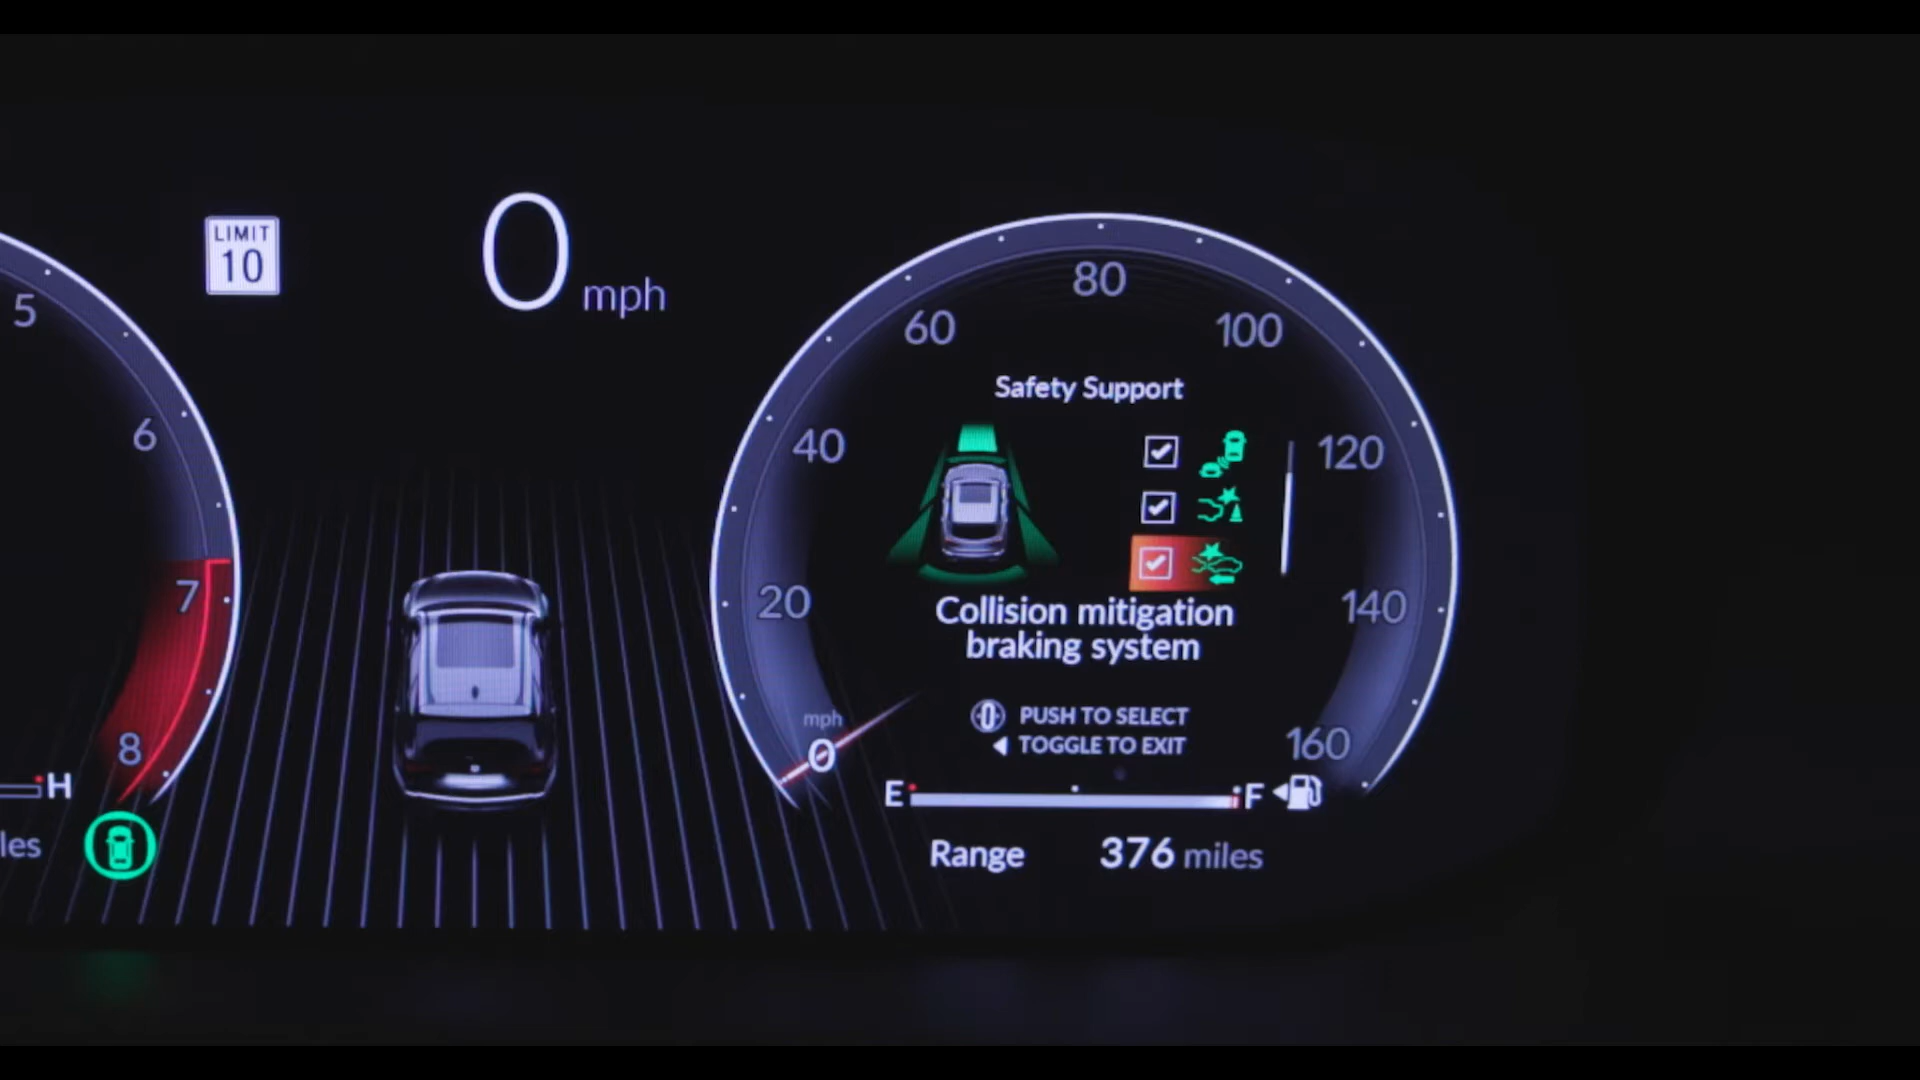 LIMIT
10
0 mph
5
6
7
8
H
les
20
40
60
80
100
120
140
160
mph
0
Safety Support
Collision mitigation
braking system
0 PUSH TO SELECT
TOGGLE TO EXIT
E F
Range 376 miles